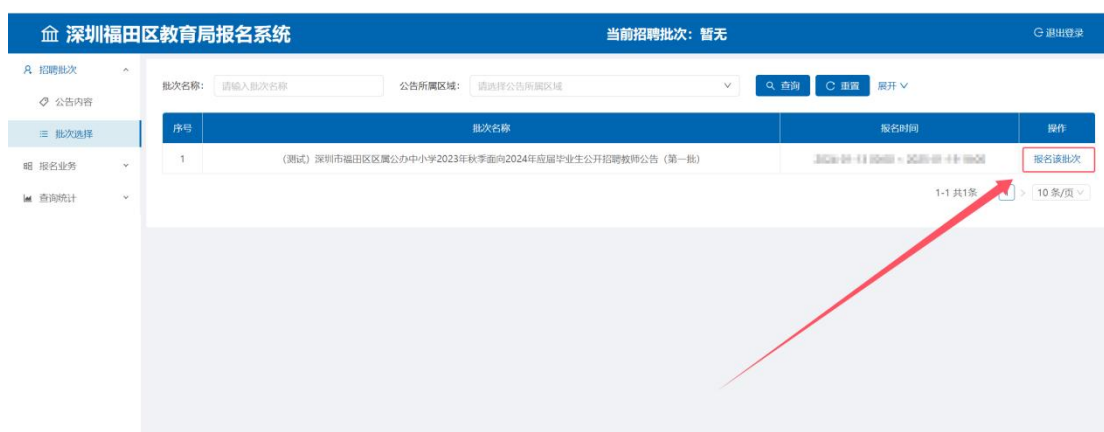 深圳福田区教育局报名系统 当前招聘批次：暂无 退出登录
招聘批次
公告内容
批次选择
报名业务
查询统计
批次名称： 请输入批次名称 公告所属区域： 请选择公告所属区域 查询 重置 展开
序号 批次名称 报名时间 操作
1 （测试）深圳市福田区区属公办中小学2023年秋季面向2024年应届毕业生公开招聘教师公告（第一批） 报名该批次
1-1 共1条 10 条/页